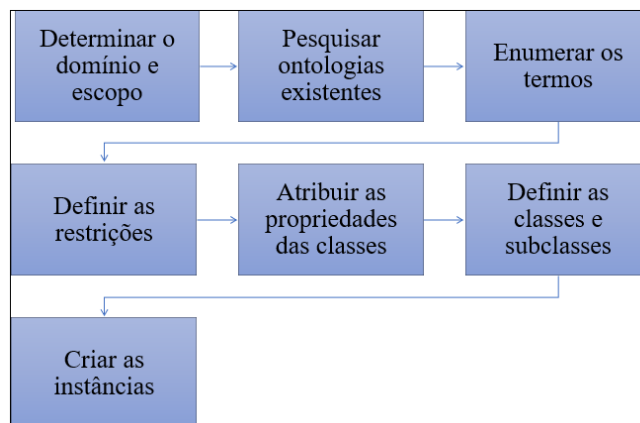 Determinar o
domínio e
escopo
Pesquisar
ontologias
existentes
Enumerar os
termos
Definir as
restrições
Atribuir as
propriedades
das classes
Definir as
classes e
subclasses
Criar as
instâncias